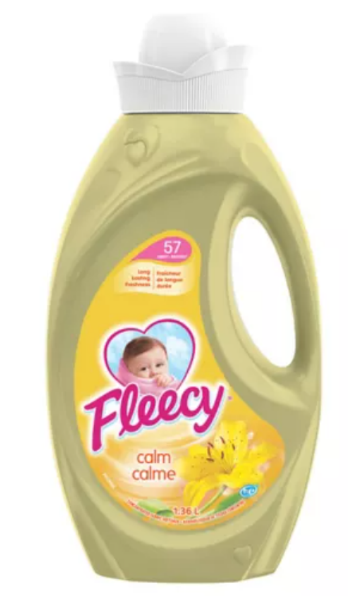 57
Long
lasting
freshness
fraîcheur
de longue
durée
Fleecy
calm
calme
1.36 L